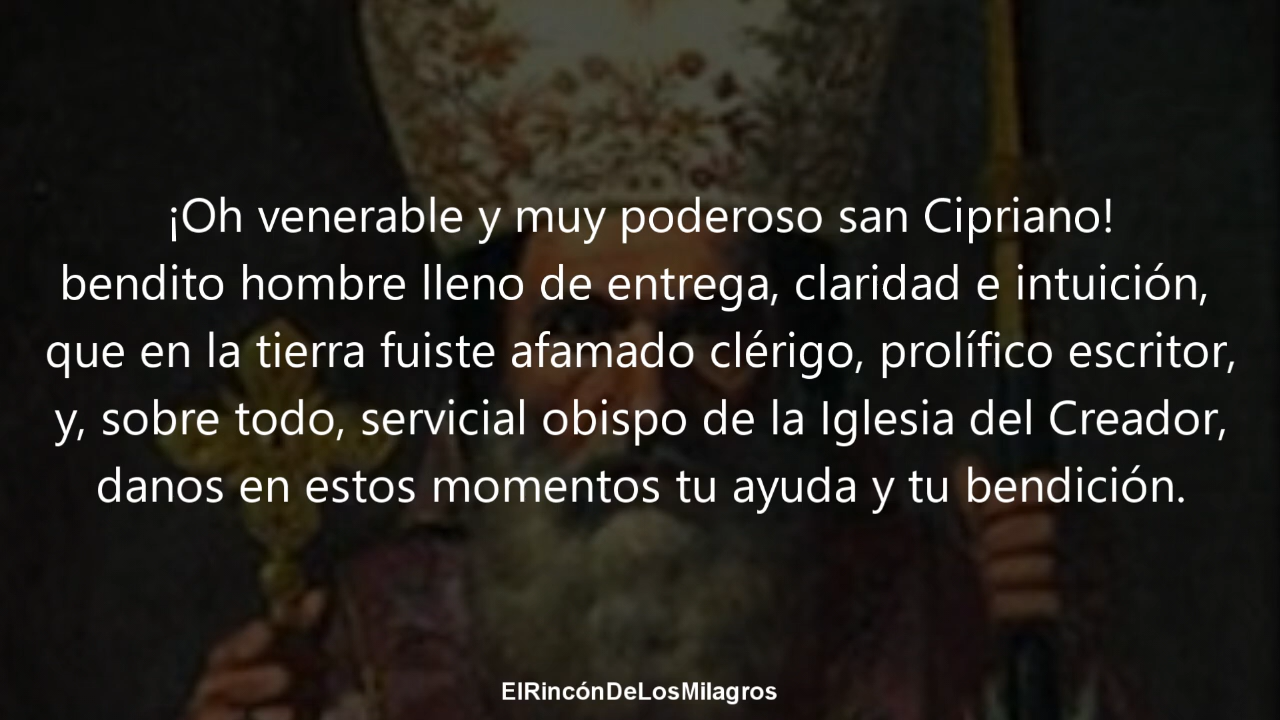 ¡Oh venerable y muy poderoso san Cipriano!
bendito hombre lleno de entrega, claridad e intuición,
que en la tierra fuiste afamado clérigo, prolífico escritor,
y, sobre todo, servicial obispo de la Iglesia del Creador,
danos en estos momentos tu ayuda y tu bendición.
ElRincónDeLosMilagros